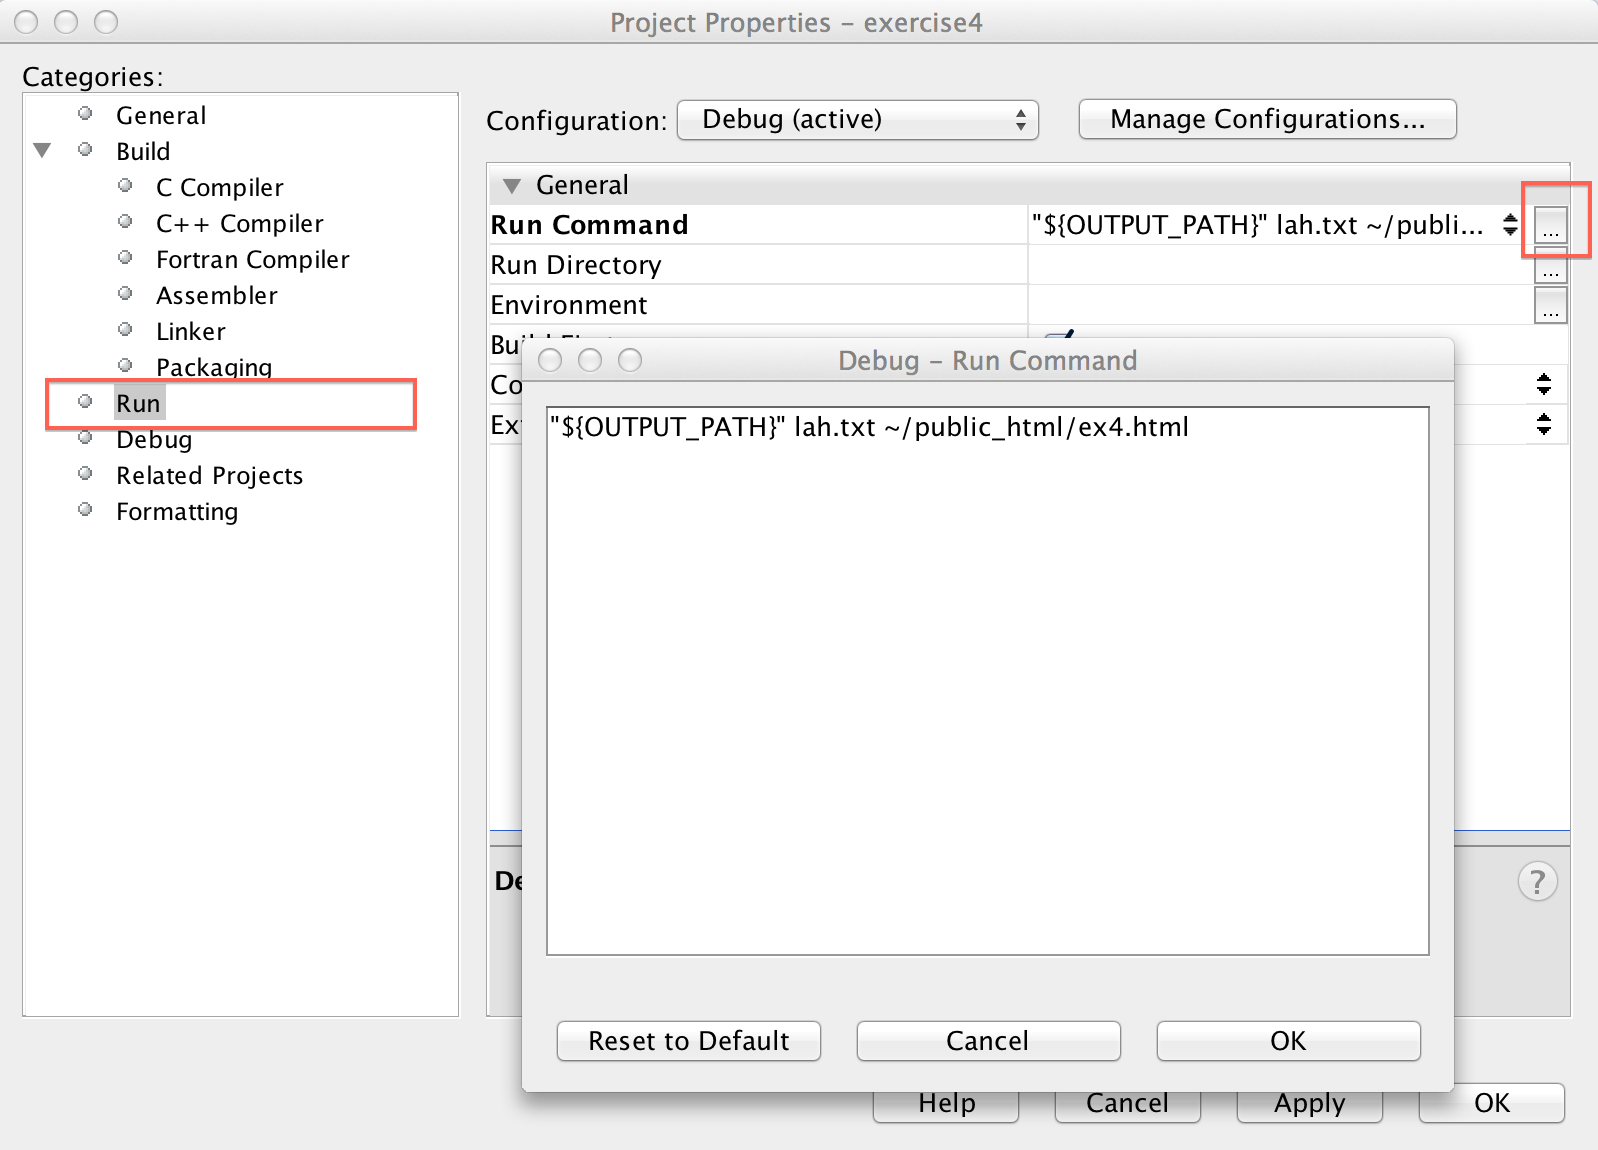 Project Properties – exercise4
Categories:
General
Build
C Compiler
C++ Compiler
Fortran Compiler
Assembler
Linker
Packaging
Run
Debug
Related Projects
Formatting
Configuration: Debug (active) Manage Configurations...
General
Run Command "${OUTPUT_PATH}" lah.txt ~/publi... ...
Run Directory ...
Environment ...
Debug – Run Command
"${OUTPUT_PATH}" lah.txt ~/public_html/ex4.html
?
Reset to Default Cancel OK
Help Cancel Apply OK